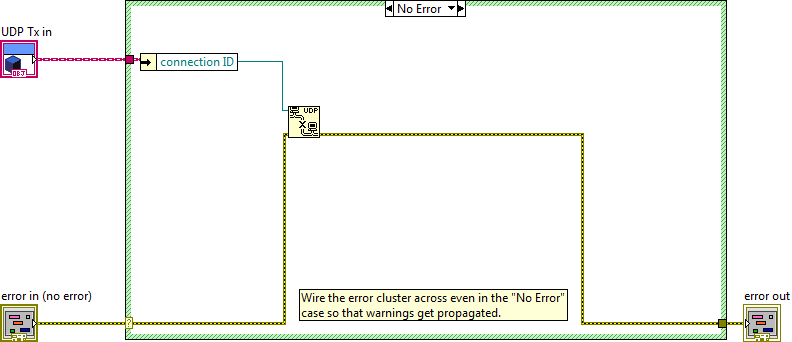 No Error
UDP Tx in
OBJ
connection ID
UDP
error in (no error)
?
Wire the error cluster across even in the "No Error"
case so that warnings get propagated.
error out